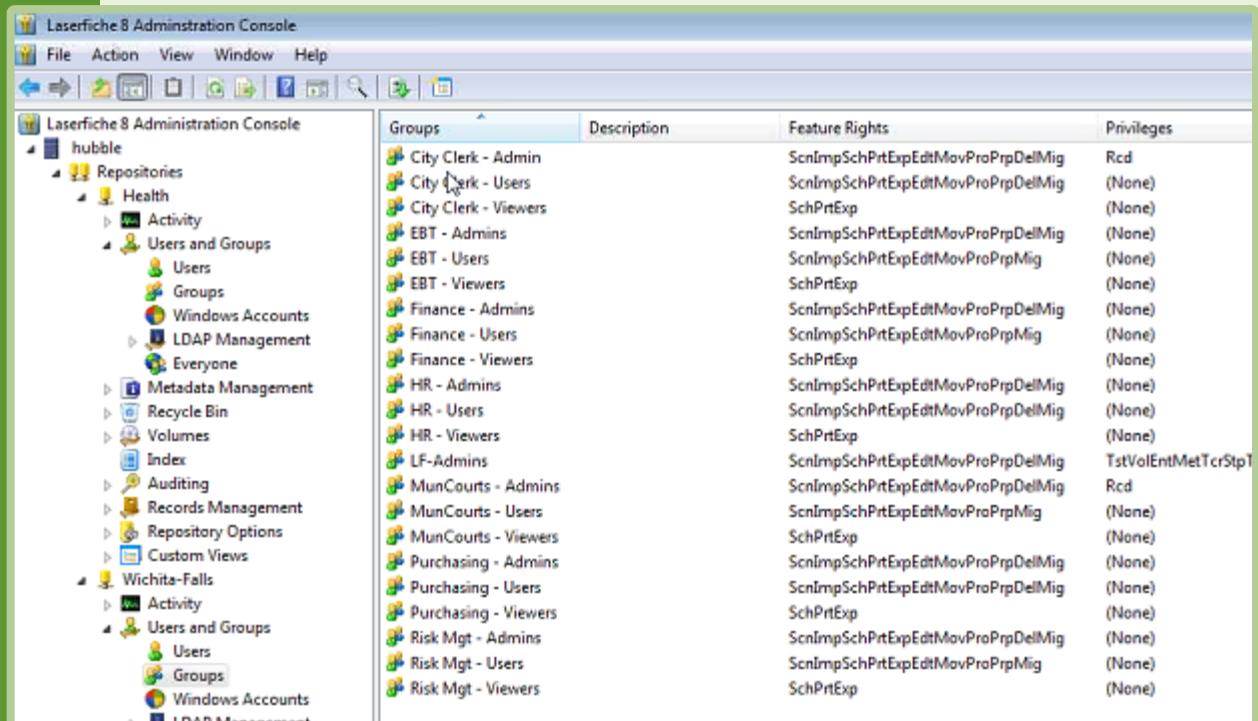 Laserfiche 8 Adminstration Console
File Action View Window Help
Laserfiche 8 Administration Console
hubble
Repositories
Health
Activity
Users and Groups
Users
Groups
Windows Accounts
LDAP Management
Everyone
Metadata Management
Recycle Bin
Volumes
Index
Auditing
Records Management
Repository Options
Custom Views
Wichita-Falls
Activity
Users and Groups
Users
Groups
Windows Accounts
LDAP Management
Groups Description Feature Rights Privileges
City Clerk - Admin ScnImpSchPrtExpEdtMovProPrpDelMig Rcd
City Clerk - Users ScnImpSchPrtExpEdtMovProPrpDelMig (None)
City Clerk - Viewers SchPrtExp (None)
EBT - Admins ScnImpSchPrtExpEdtMovProPrpDelMig (None)
EBT - Users ScnImpSchPrtExpEdtMovProPrpMig (None)
EBT - Viewers SchPrtExp (None)
Finance - Admins ScnImpSchPrtExpEdtMovProPrpDelMig (None)
Finance - Users ScnImpSchPrtExpEdtMovProPrpMig (None)
Finance - Viewers SchPrtExp (None)
HR - Admins ScnImpSchPrtExpEdtMovProPrpDelMig (None)
HR - Users ScnImpSchPrtExpEdtMovProPrpDelMig (None)
HR - Viewers SchPrtExp (None)
LF-Admins ScnImpSchPrtExpEdtMovProPrpDelMig TstVolEntMetTcrStpT
MunCourts - Admins ScnImpSchPrtExpEdtMovProPrpDelMig Rcd
MunCourts - Users ScnImpSchPrtExpEdtMovProPrpMig (None)
MunCourts - Viewers SchPrtExp (None)
Purchasing - Admins ScnImpSchPrtExpEdtMovProPrpDelMig (None)
Purchasing - Users ScnImpSchPrtExpEdtMovProPrpDelMig (None)
Purchasing - Viewers SchPrtExp (None)
Risk Mgt - Admins ScnImpSchPrtExpEdtMovProPrpDelMig (None)
Risk Mgt - Users ScnImpSchPrtExpEdtMovProPrpMig (None)
Risk Mgt - Viewers SchPrtExp (None)